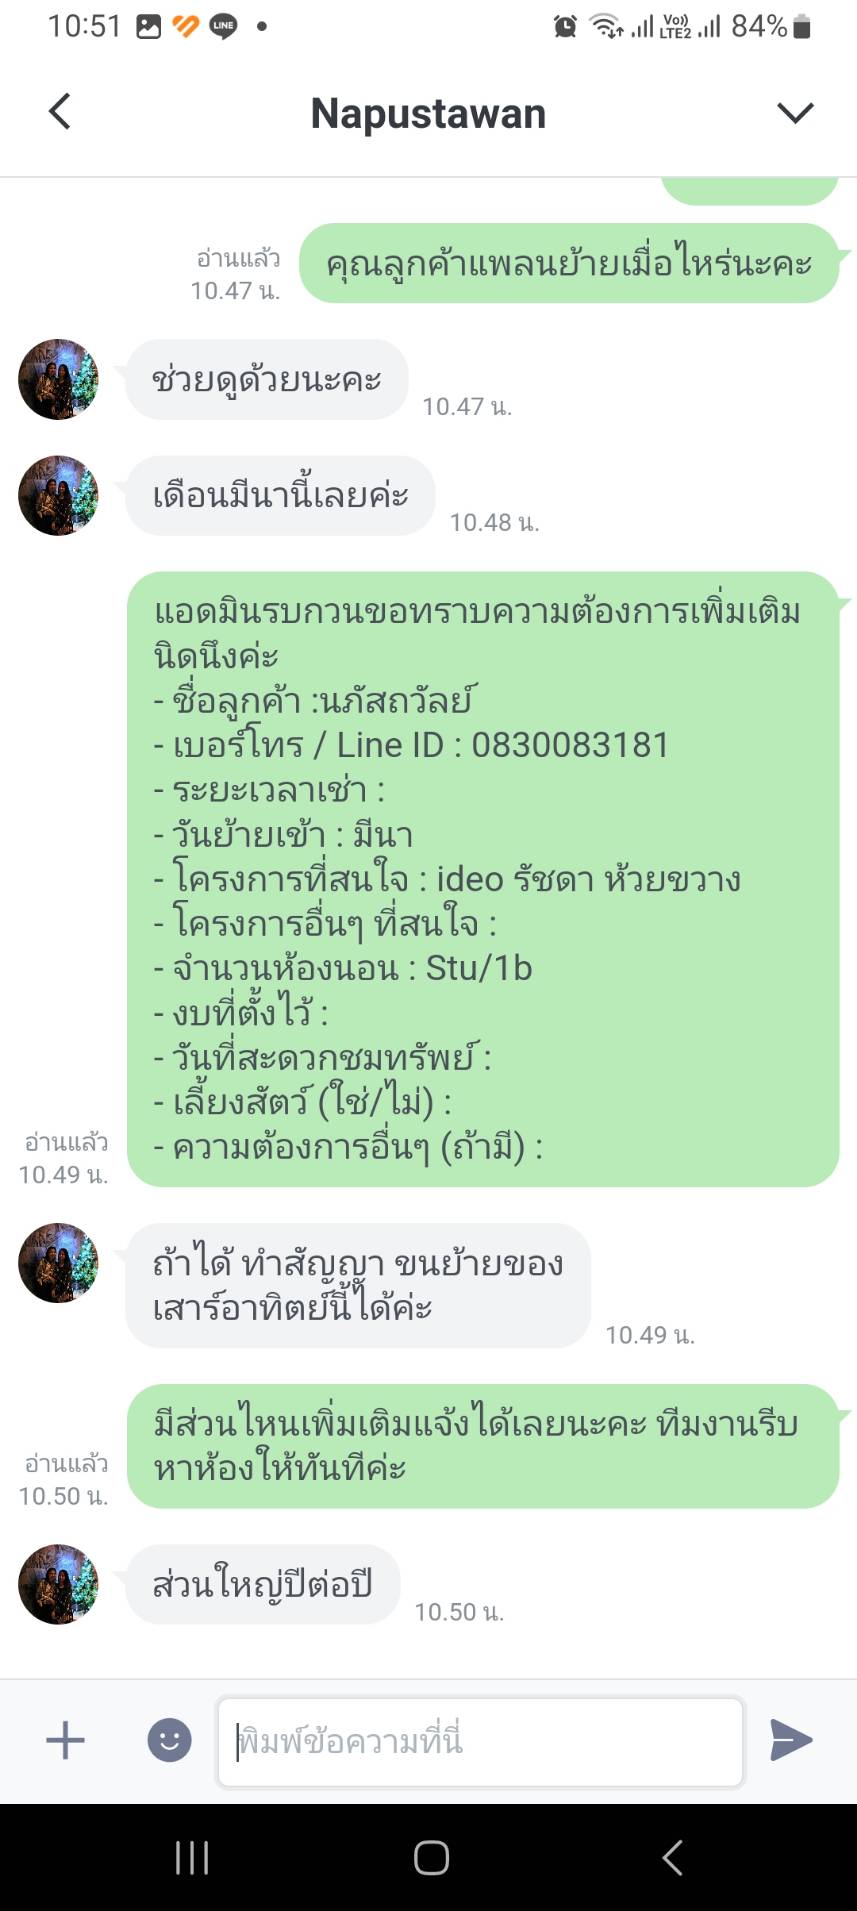 10:51
LINE
Vo))
LTE2
84%
Napustawan
อ่านแล้ว
10.47 น.
คุณลูกค้าแพลนย้ายเมื่อไหร่นะคะ
ช่วยดูด้วยนะคะ
10.47 น.
เดือนมีนานี้เลยค่ะ
10.48 น.
แอดมินรบกวนขอทราบความต้องการเพิ่มเติม
นิดนึงค่ะ
- ชื่อลูกค้า :นภัสถวัลย์
- เบอร์โทร / Line ID : 0830083181
- ระยะเวลาเช่า :
- วันย้ายเข้า : มีนา
- โครงการที่สนใจ : ideo รัชดา ห้วยขวาง
- โครงการอื่นๆ ที่สนใจ :
- จำนวนห้องนอน : Stu/1b
- งบที่ตั้งไว้ :
- วันที่สะดวกชมทรัพย์ :
- เลี้ยงสัตว์ (ใช่/ไม่) :
- ความต้องการอื่นๆ (ถ้ามี) :
อ่านแล้ว
10.49 น.
ถ้าได้ ทำสัญญา ขนย้ายของ
เสาร์อาทิตย์นี้ได้ค่ะ
10.49 น.
มีส่วนไหนเพิ่มเติมแจ้งได้เลยนะคะ ทีมงานรีบ
หาห้องให้ทันทีค่ะ
อ่านแล้ว
10.50 น.
ส่วนใหญ่ปีต่อปี
10.50 น.
พิมพ์ข้อความที่นี่